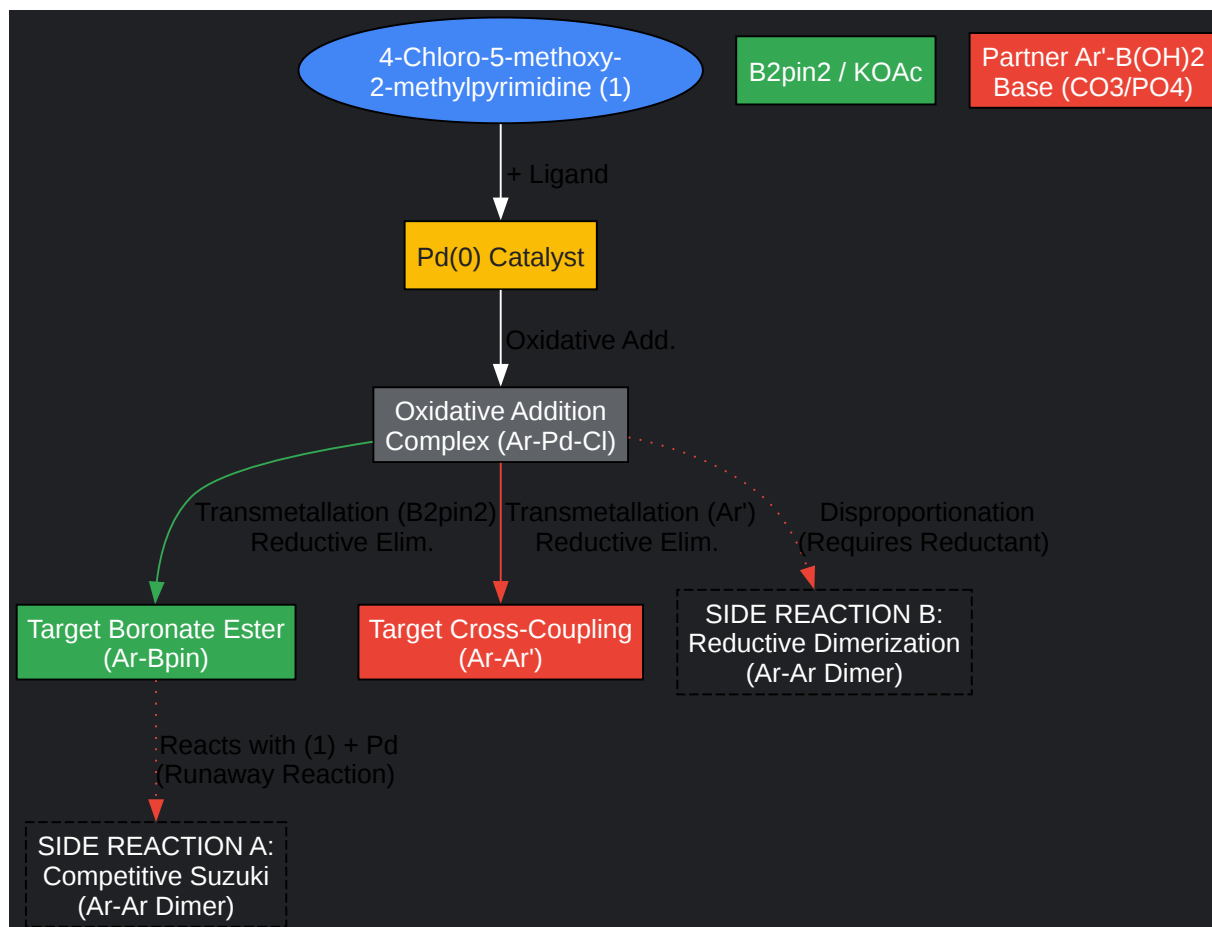 4-Chloro-5-methoxy-
2-methylpyrimidine (1)
B2pin2 / KOAc
Partner Ar'-B(OH)2
Base (CO3/PO4)
+ Ligand
Pd(0) Catalyst
Oxidative Add.
Oxidative Addition
Complex (Ar-Pd-Cl)
Transmetallation (B2pin2)
Reductive Elim.
Transmetallation (Ar')
Reductive Elim.
Disproportionation
(Requires Reductant)
Target Boronate Ester
(Ar-Bpin)
Target Cross-Coupling
(Ar-Ar')
SIDE REACTION B:
Reductive Dimerization
(Ar-Ar Dimer)
Reacts with (1) + Pd
(Runaway Reaction)
SIDE REACTION A:
Competitive Suzuki
(Ar-Ar Dimer)